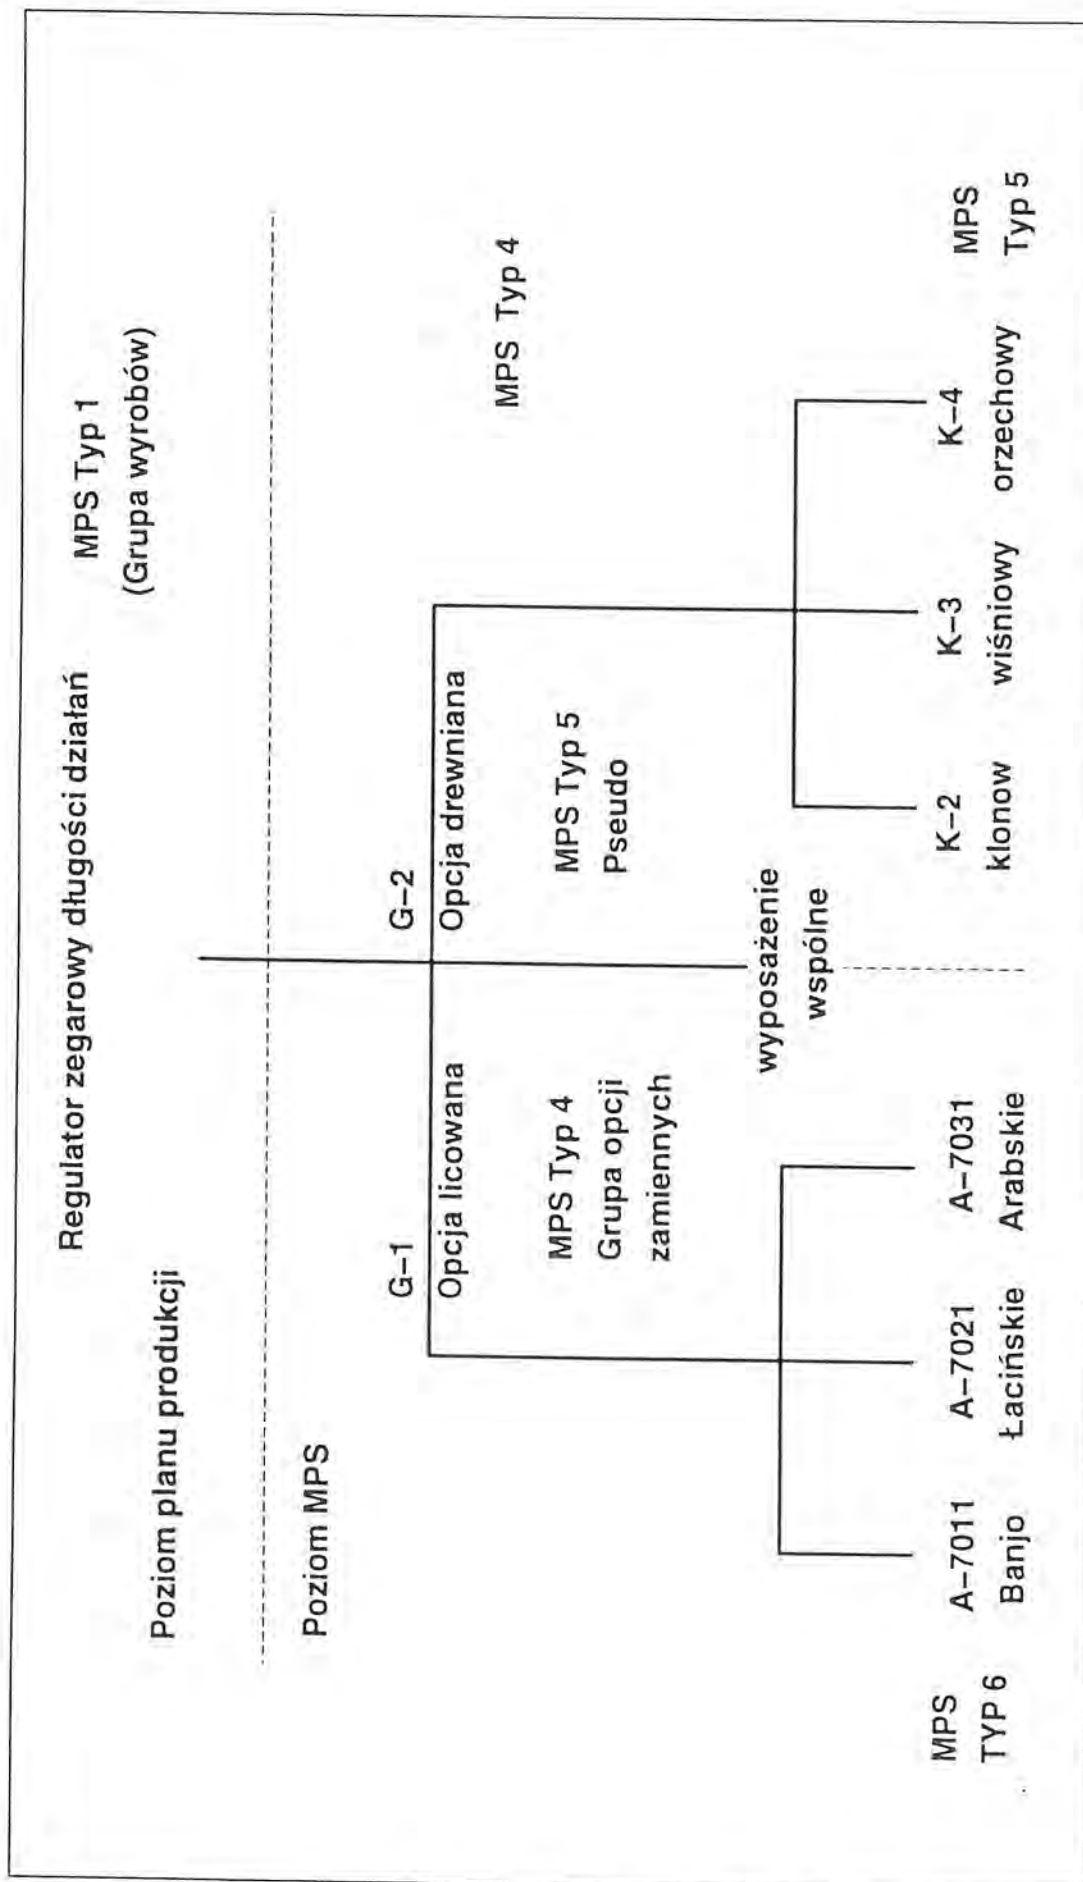 Regulator zegarowy długości działań
MPS Typ 1
(Grupa wyrobów)
Poziom planu produkcji
Poziom MPS
G–1
Opcja licowana
G–2
Opcja drewniana
MPS Typ 4
MPS Typ 4
Grupa opcji
zamiennych
MPS Typ 5
Pseudo
wyposażenie
wspólne
MPS
TYP 6
A–7011
Banjo
A–7021
Łacińskie
A–7031
Arabskie
K–2
klonow
K–3
wiśniowy
K–4
orzechowy
MPS
Typ 5